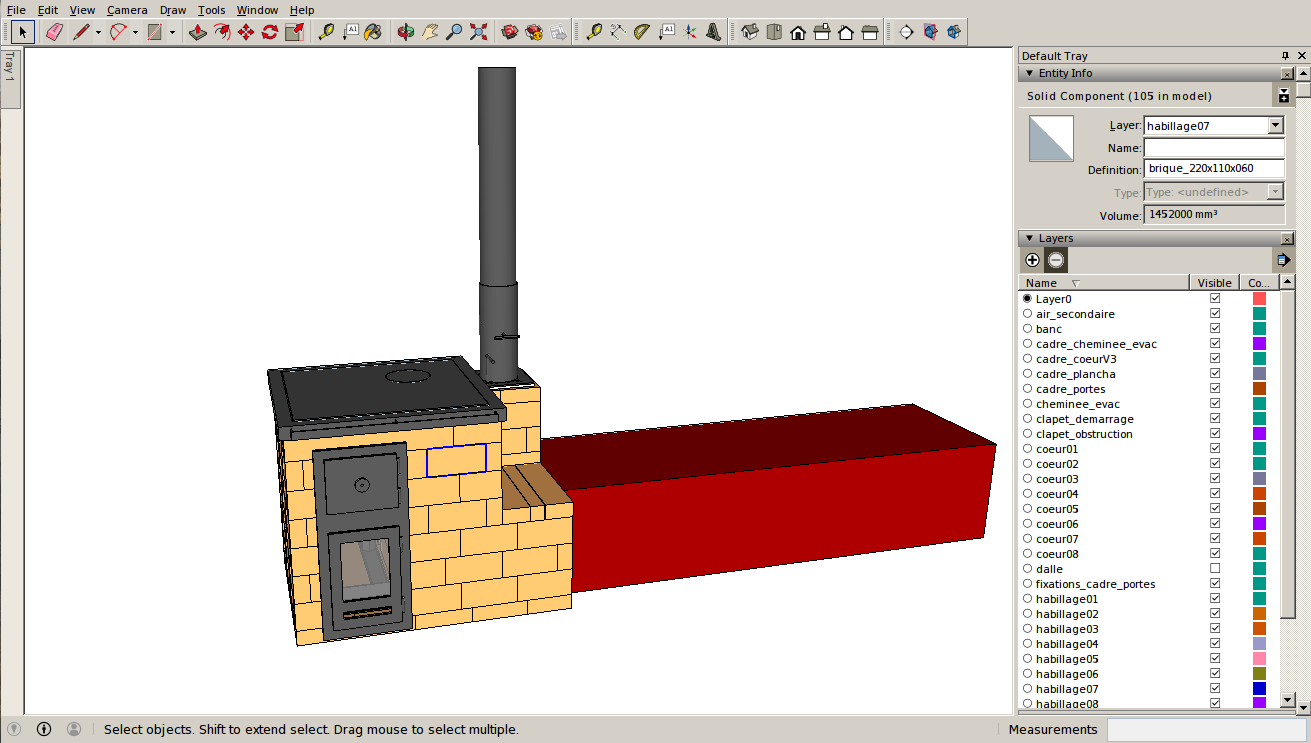 File Edit View Camera Draw Tools Window Help
A1 A1
Tray 1
Default Tray
Entity Info
Solid Component (105 in model)
Layer: habillage07
Name:
Definition: brique_220x110x060
Type: Type: <undefined>
Volume: 1452000 mm³
Layers
Name Visible Co...
Layer0
air_secondaire
banc
cadre_cheminee_evac
cadre_coeurV3
cadre_plancha
cadre_portes
cheminee_evac
clapet_demarrage
clapet_obstruction
coeur01
coeur02
coeur03
coeur04
coeur05
coeur06
coeur07
coeur08
dalle
fixations_cadre_portes
habillage01
habillage02
habillage03
habillage04
habillage05
habillage06
habillage07
habillage08
Select objects. Shift to extend select. Drag mouse to select multiple.
Measurements